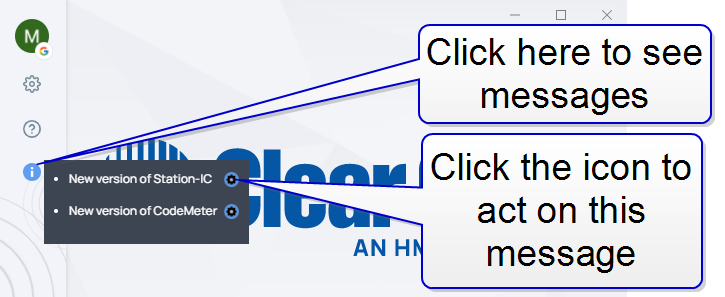 M
G
Click here to see
messages
?
i
New version of Station-IC
New version of CodeMeter
Clear
AN HM
Click the icon to
act on this
message